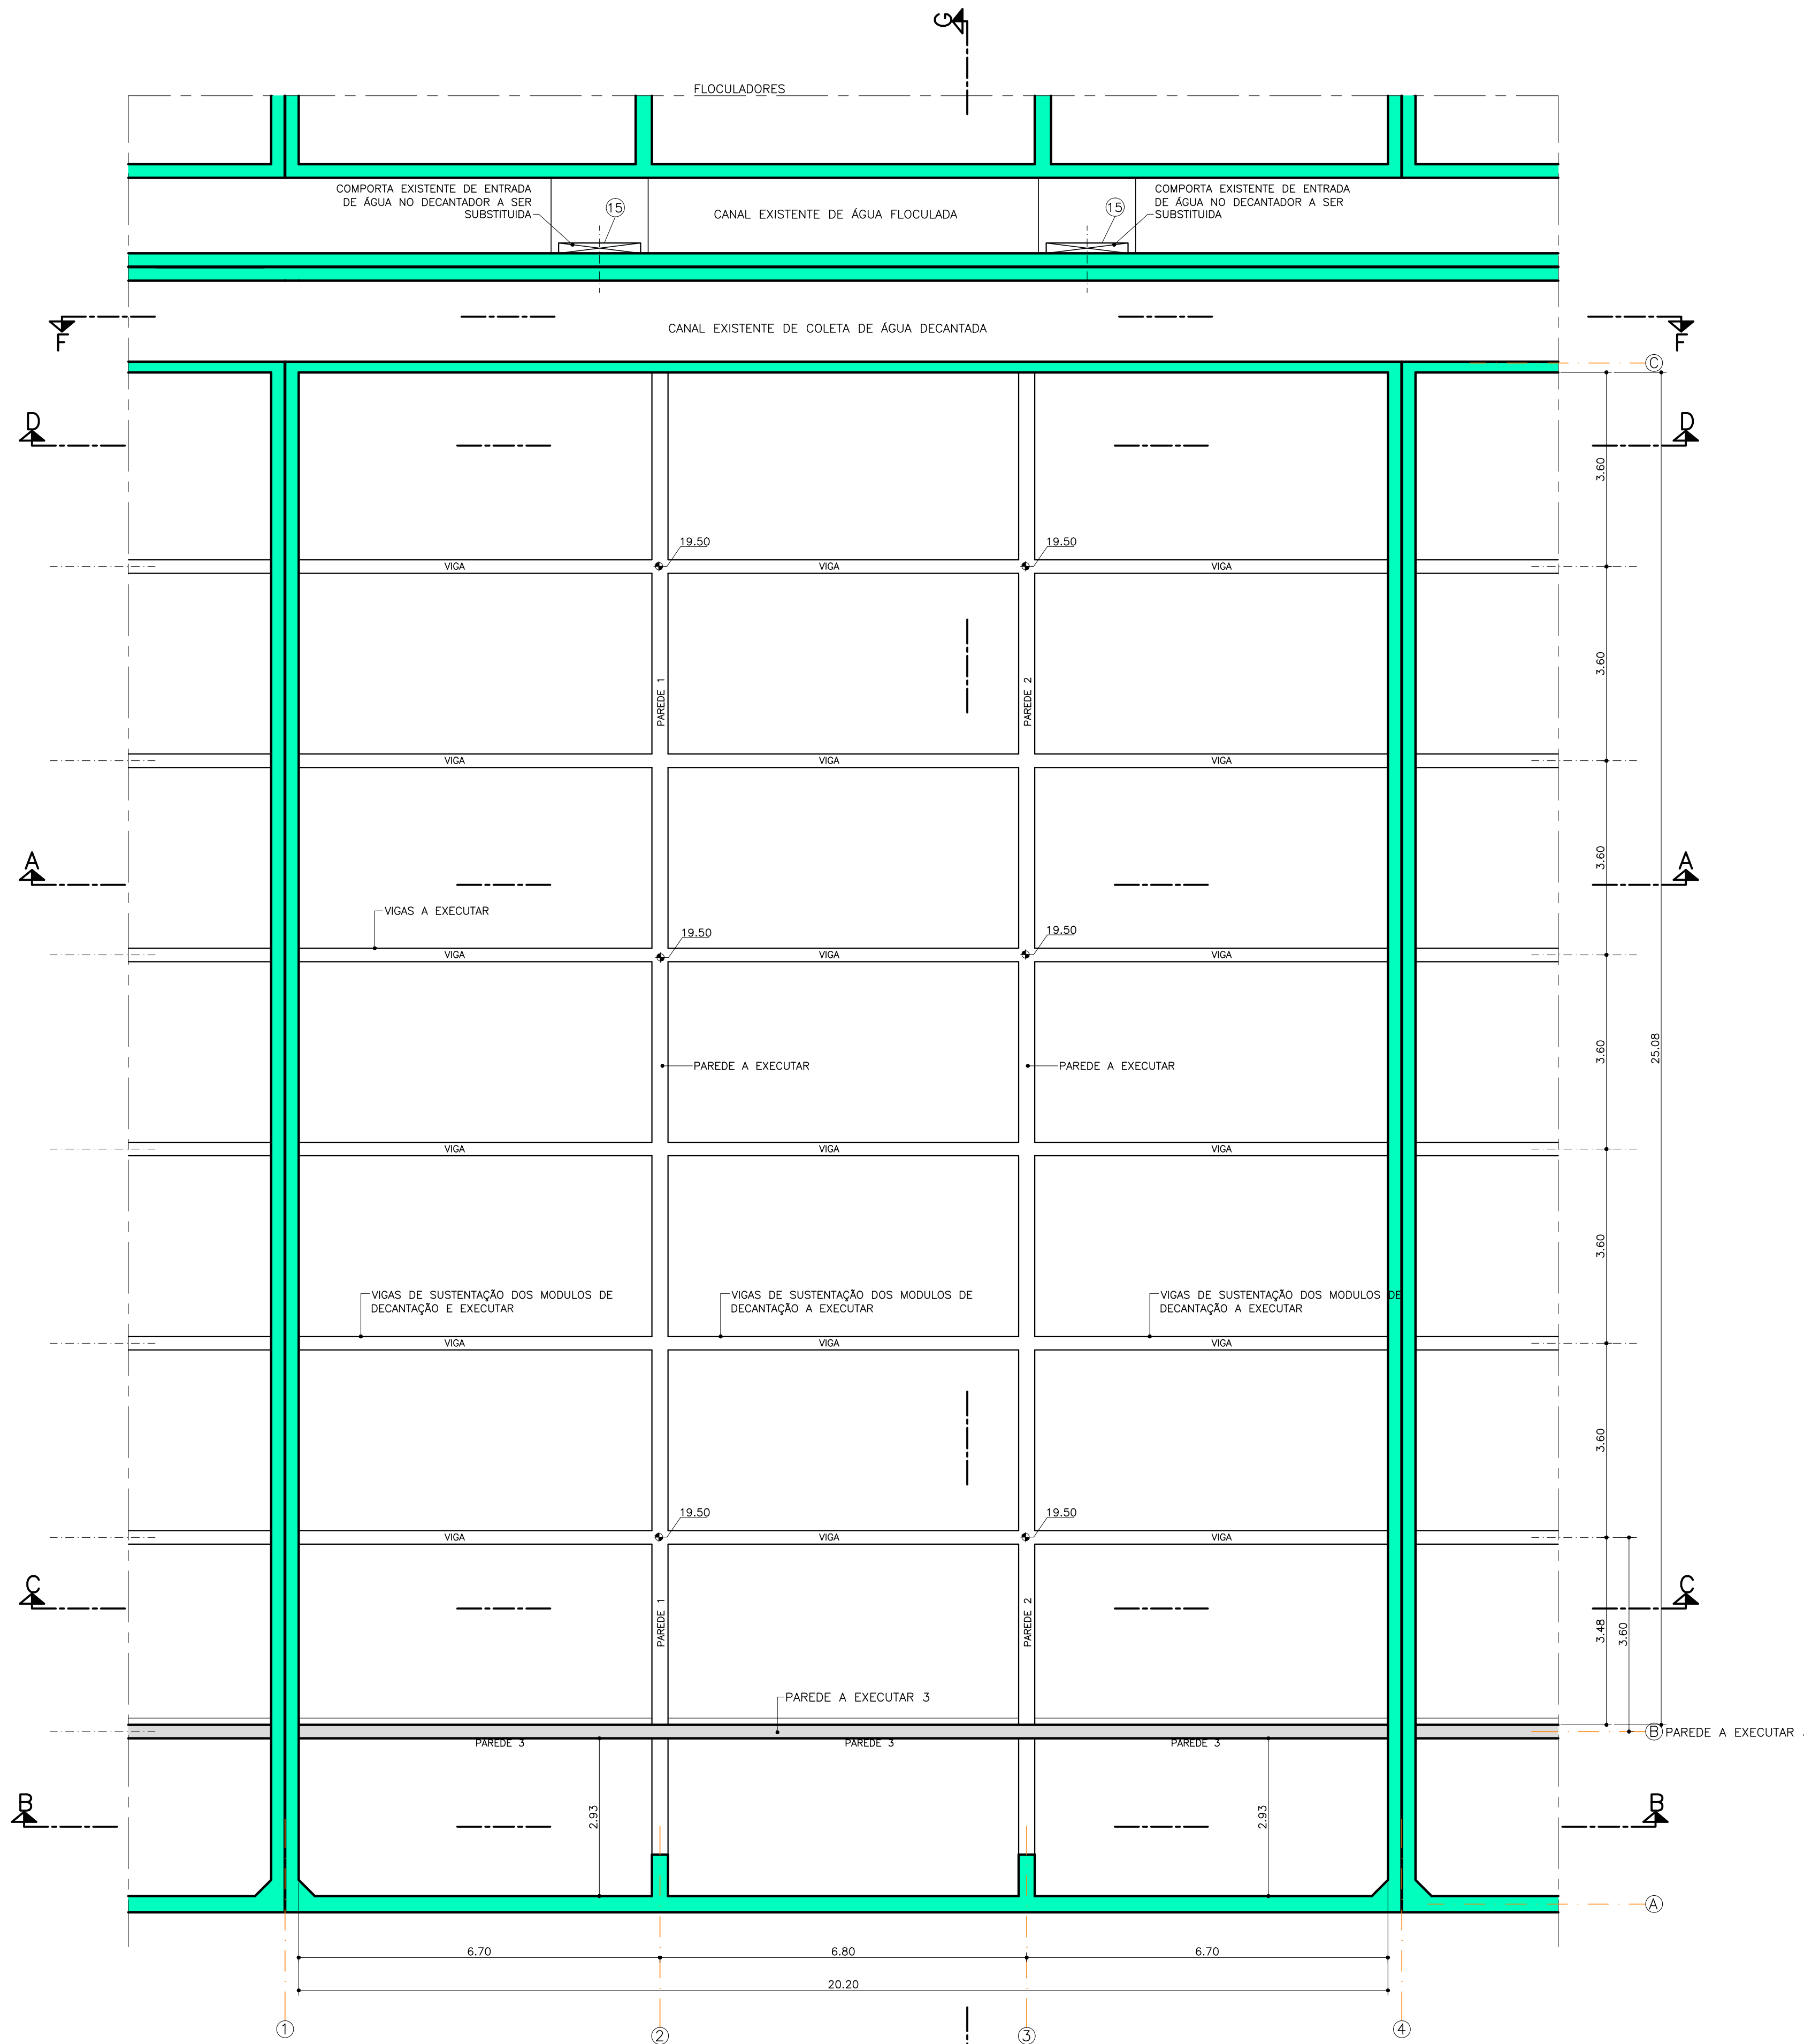 G
FLOCULADORES
COMPORTA EXISTENTE DE ENTRADA
DE ÁGUA NO DECANTADOR A SER
SUBSTITUIDA
15
CANAL EXISTENTE DE ÁGUA FLOCULADA
15
COMPORTA EXISTENTE DE ENTRADA
DE ÁGUA NO DECANTADOR A SER
SUBSTITUIDA
F
CANAL EXISTENTE DE COLETA DE ÁGUA DECANTADA
F
C
D
D
3.60
19.50
19.50
VIGA
VIGA
VIGA
3.60
PAREDE 1
PAREDE 2
VIGA
VIGA
VIGA
A
A
3.60
VIGAS A EXECUTAR
19.50
19.50
VIGA
VIGA
VIGA
3.60
25.08
PAREDE A EXECUTAR
PAREDE A EXECUTAR
VIGA
VIGA
VIGA
3.60
VIGAS DE SUSTENTAÇÃO DOS MODULOS DE
DECANTAÇÃO E EXECUTAR
VIGAS DE SUSTENTAÇÃO DOS MODULOS DE
DECANTAÇÃO A EXECUTAR
VIGAS DE SUSTENTAÇÃO DOS MODULOS DE
DECANTAÇÃO A EXECUTAR
VIGA
VIGA
VIGA
3.60
19.50
19.50
VIGA
VIGA
VIGA
C
C
PAREDE 1
PAREDE 2
3.48
3.60
PAREDE A EXECUTAR 3
B
PAREDE A EXECUTAR
PAREDE 3
PAREDE 3
PAREDE 3
B
B
2.93
2.93
A
6.70
6.80
6.70
20.20
1
2
3
4